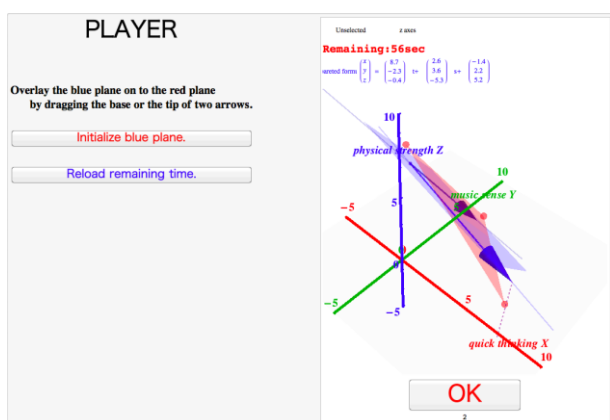 PLAYER
Overlay the blue plane on to the red plane
by dragging the base or the tip of two arrows.
Initialize blue plane.
Reload remaining time.
Unselected z axes
Remaining:56sec
x y z = 8.7 -2.3 -0.4 t+ 2.6 3.6 -5.3 s+ -1.4 2.2 5.2
10
physical strength Z
10
music sense Y
-5
5
0
5
-5
-5
quick thinking X
10
OK
2